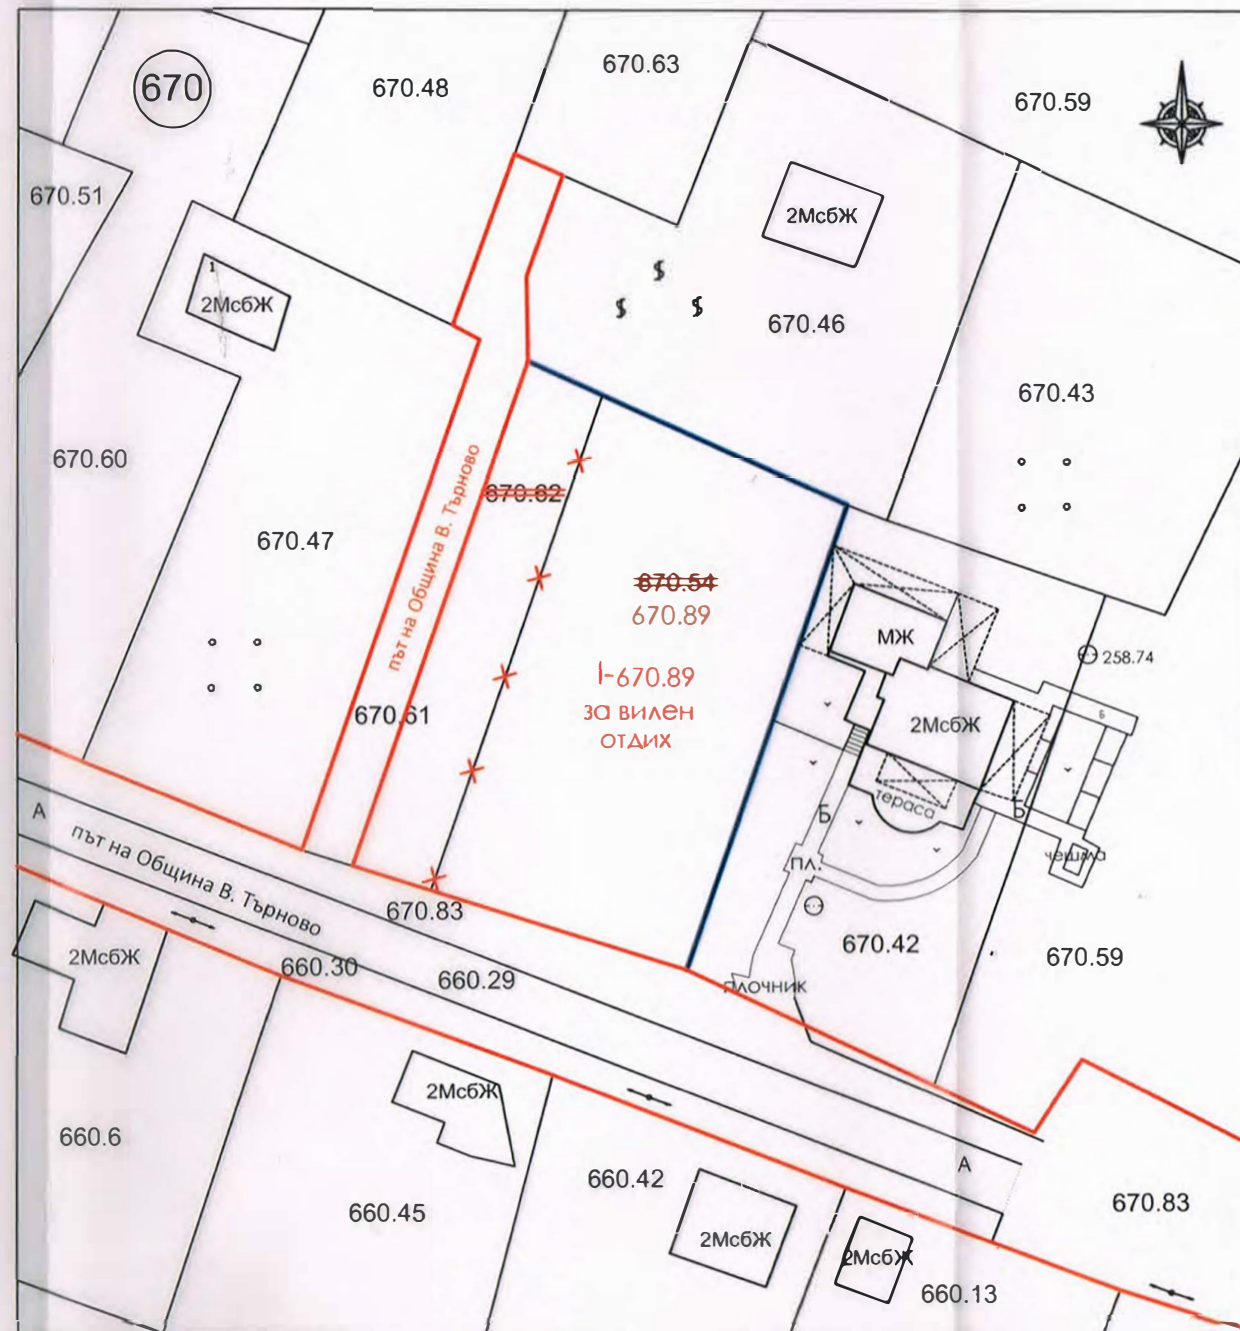 670
670.48
670.63
670.59
670.51
2МсбЖ
1
2МсбЖ
670.46
670.43
670.60
670.62
670.47
път на Община В. Търново
670.54
670.89
I-670.89
за вилен
отдих
МЖ
258.74
670.61
2МсбЖ
Б
тераса
Б
Б
чешма
ПЛ.
А
път на Община В. Търново
670.83
670.42
670.59
2МсбЖ
660.30
660.29
плочник
2МсбЖ
660.6
660.45
660.42
А
670.83
2МсбЖ
2МсбЖ
660.13